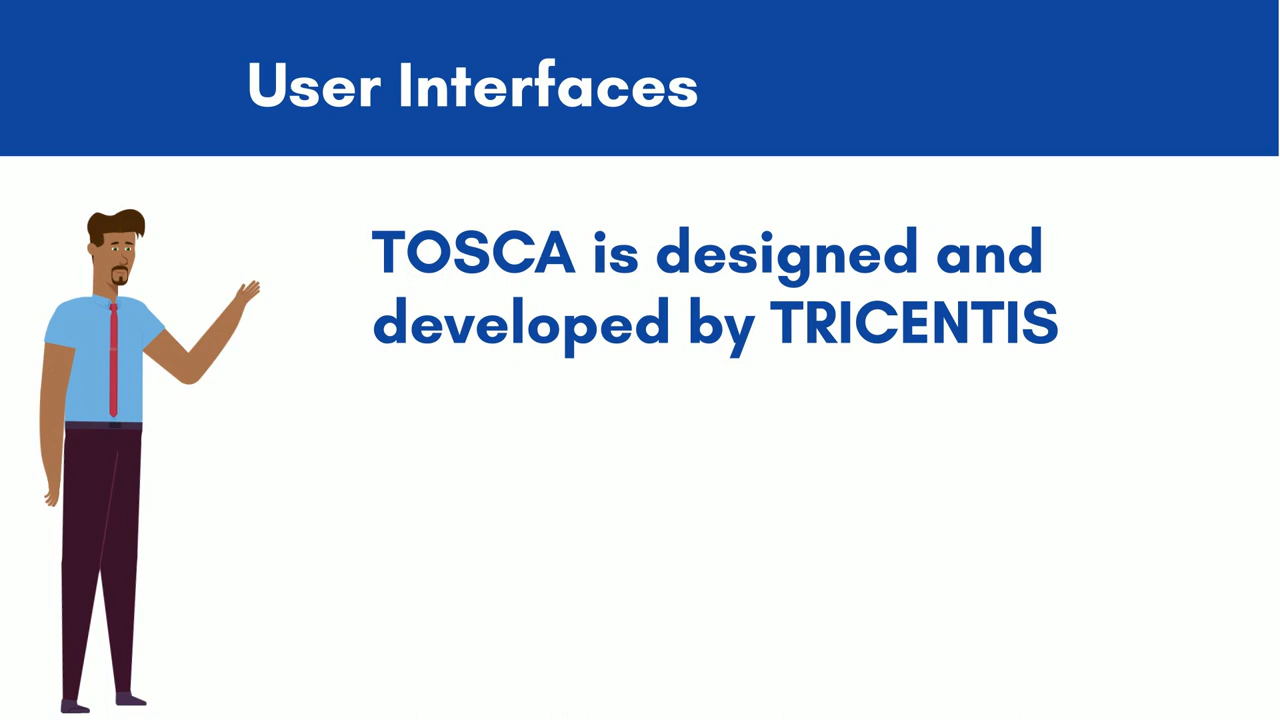 User Interfaces
TOSCA is designed and
developed by TRICENTIS